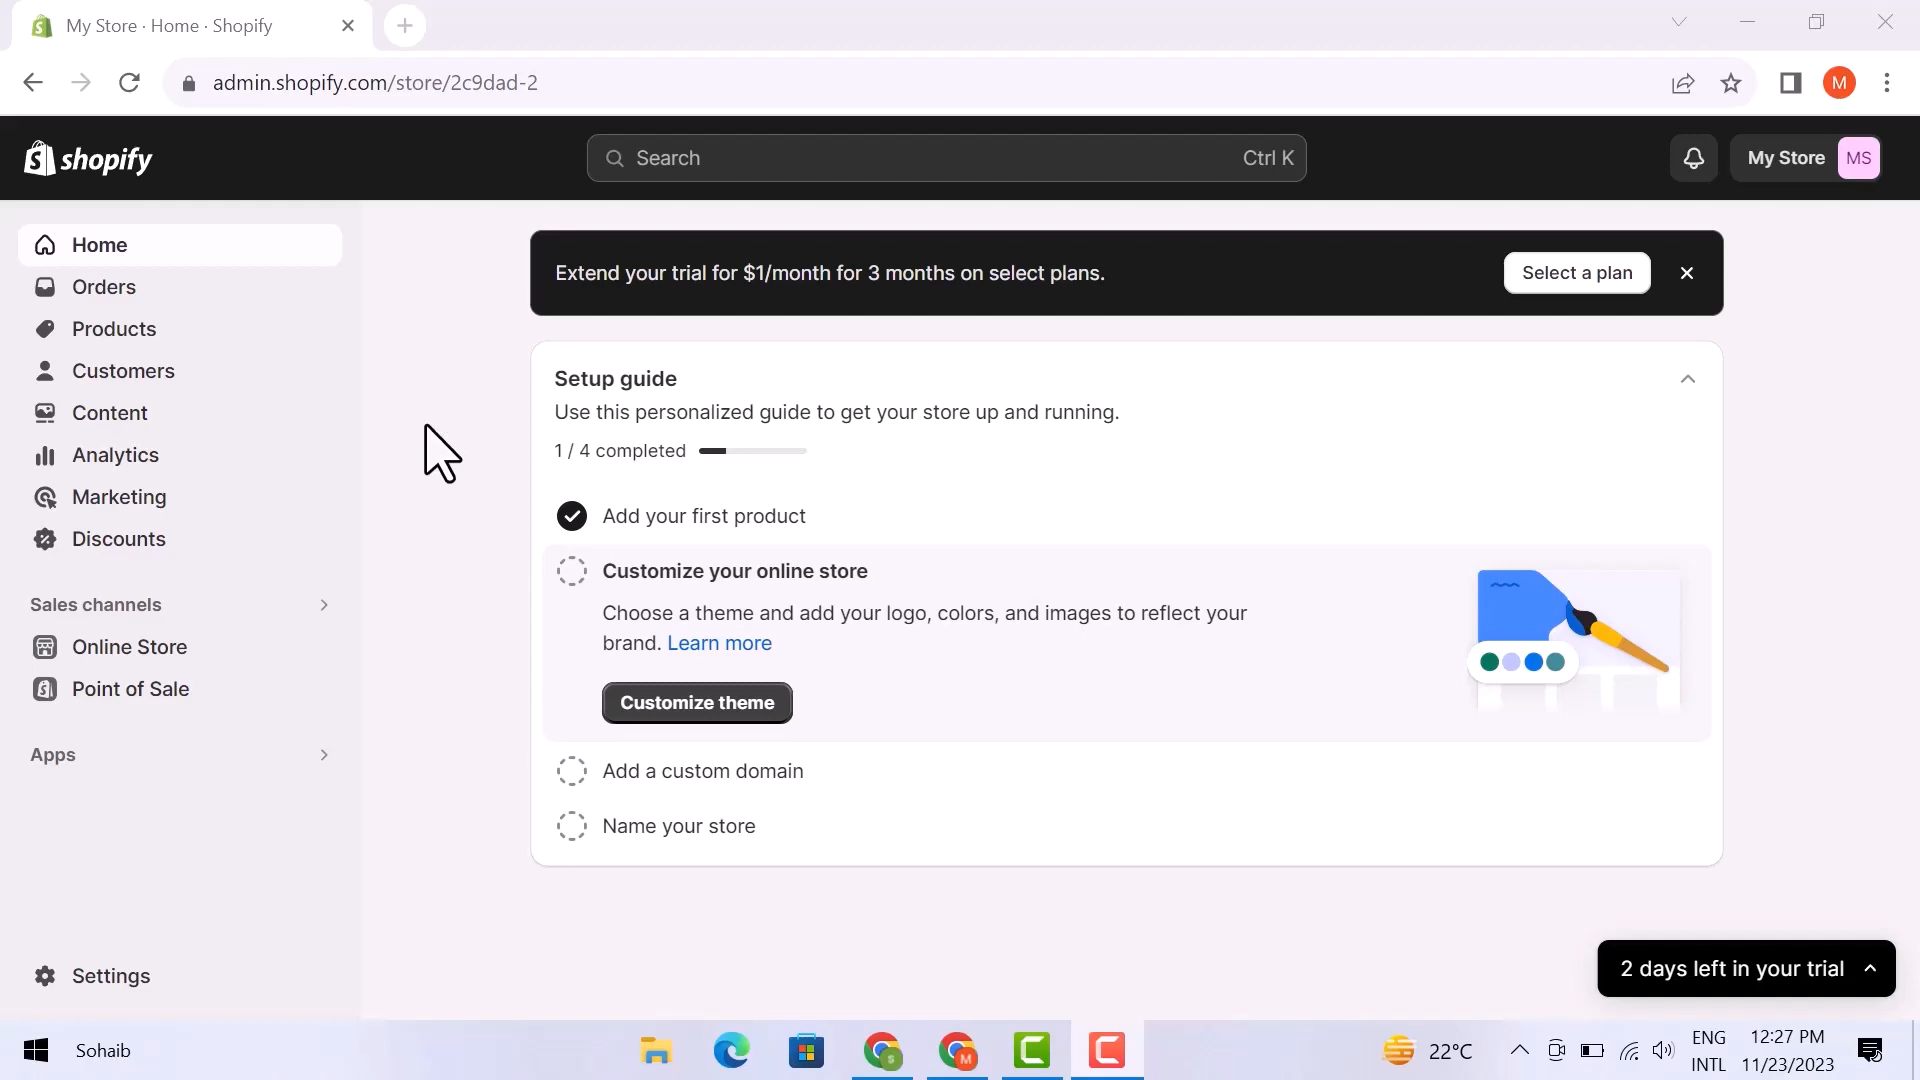 My Store · Home · Shopify
admin.shopify.com/store/2c9dad-2
M
shopify
Search
Ctrl K
My Store
MS
Home
Orders
Products
Customers
Content
Analytics
Marketing
Discounts
Sales channels
Online Store
Point of Sale
Apps
Settings
Extend your trial for $1/month for 3 months on select plans.
Select a plan
Setup guide
Use this personalized guide to get your store up and running.
1 / 4 completed
Add your first product
Customize your online store
Choose a theme and add your logo, colors, and images to reflect your
brand. Learn more
Customize theme
Add a custom domain
Name your store
2 days left in your trial
Sohaib
S
M
22°C
ENG
INTL
12:27 PM
11/23/2023